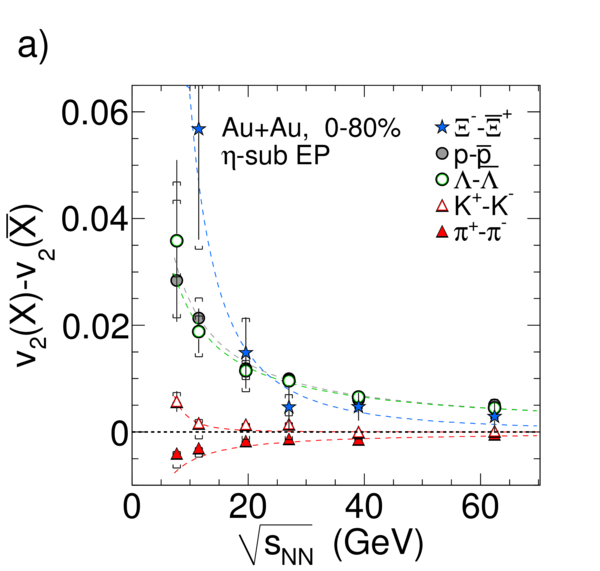 a)
0.06
0.04
0.02
0
Au+Au, 0-80%
η-sub EP
Ξ⁻-Ξ̅⁺
p-p̅
Λ-Λ̅
K⁺-K⁻
π⁺-π⁻
v₂(X)-v₂(X̅)
0 20 40 60
√sNN (GeV)